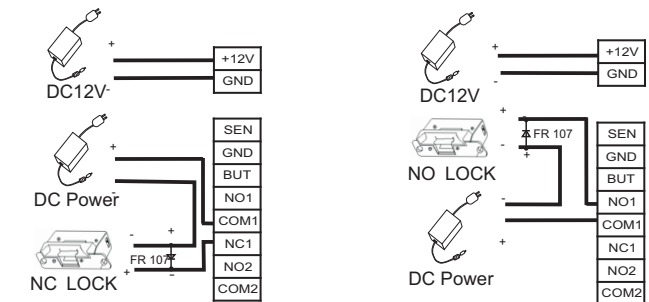 +
+12V
DC12V-
GND
SEN
GND
+
BUT
DC Power
-
NO1
COM1
-
+
NC1
FR 107
NO2
NC LOCK
+
-
COM2
+
+12V
-
GND
DC12V
+
FR 107
SEN
-
+
GND
NO LOCK
BUT
-
NO1
COM1
+
NC1
DC Power
NO2
COM2